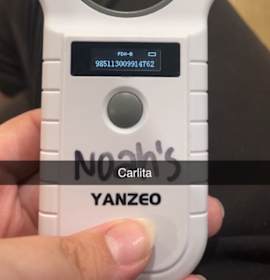 FDX-B
985113009914762
Noah's
Carlita
YANZEO